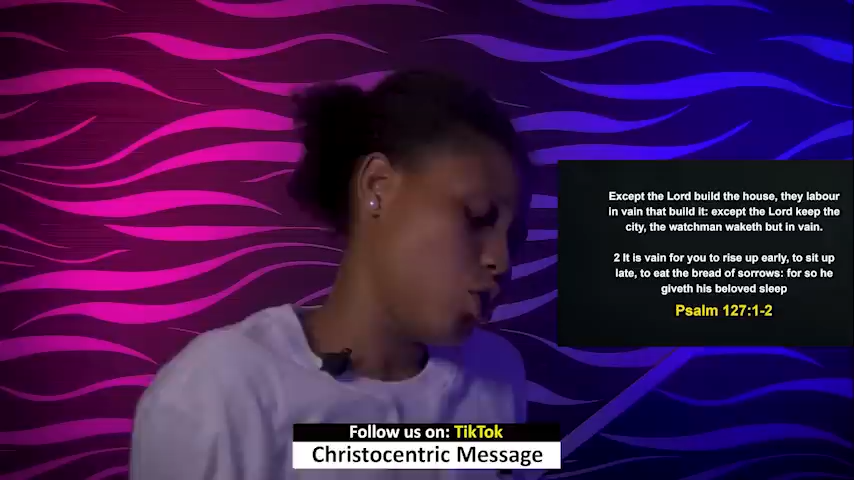 Except the Lord build the house, they labour
in vain that build it: except the Lord keep the
city, the watchman waketh but in vain.
2 It is vain for you to rise up early, to sit up
late, to eat the bread of sorrows: for so he
giveth his beloved sleep
Psalm 127:1-2
Follow us on: TikTok
Christocentric Message